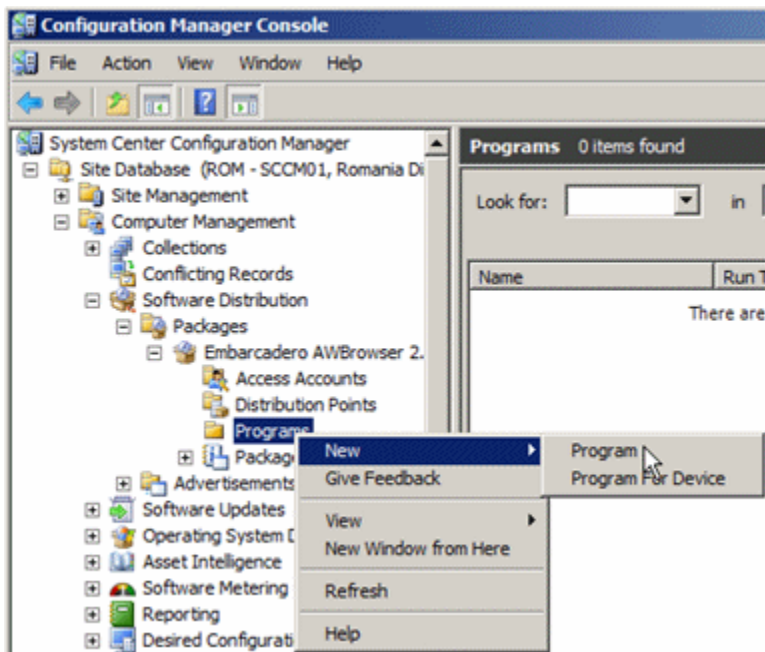 Configuration Manager Console
File Action View Window Help
System Center Configuration Manager
Site Database (ROM - SCCM01, Romania Di
Site Management
Computer Management
Collections
Conflicting Records
Software Distribution
Packages
Embarcadero AWBrowser 2.
Access Accounts
Distribution Points
Programs
Packag
Advertisements
Software Updates
Operating System D
Asset Intelligence
Software Metering
Reporting
Desired Configurati
Programs 0 items found
Look for: in
Name Run T
There are
New
Give Feedback
View
New Window from Here
Refresh
Help
Program
Program For Device